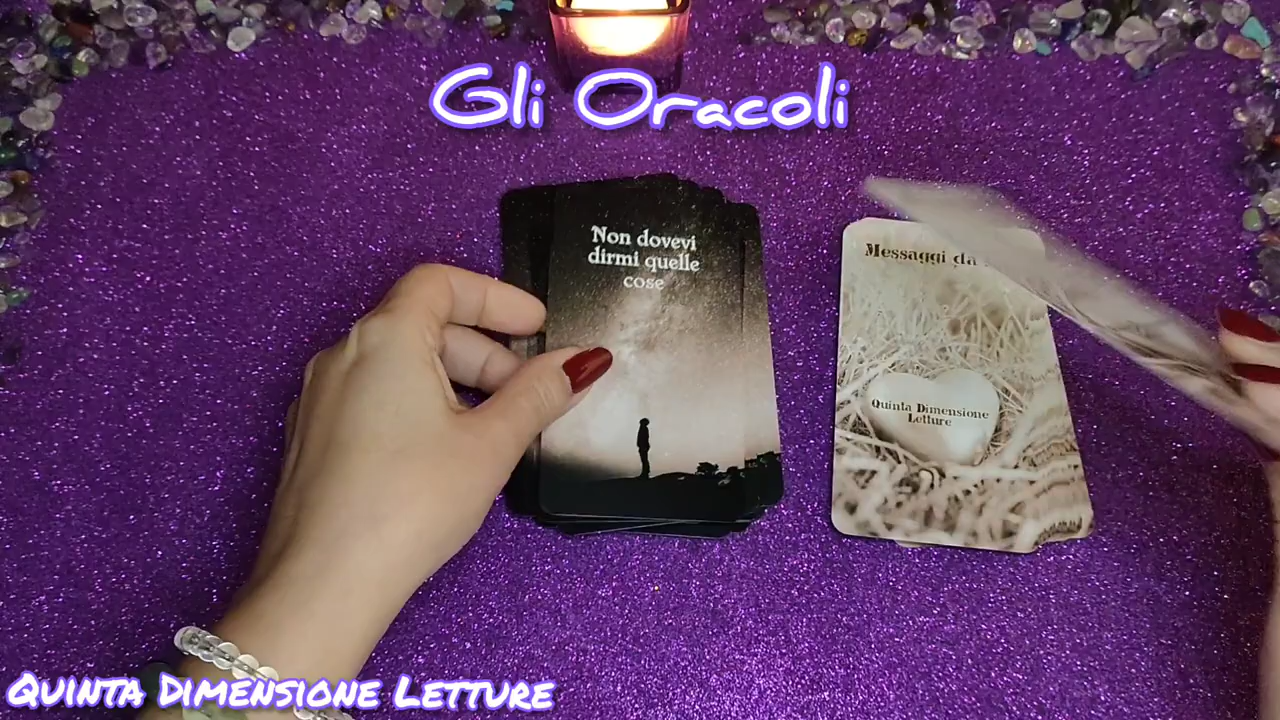 Gli Oracoli
Non dovevi
dirmi quelle
cose
Messaggi da
Quinta Dimensione
Letture
Quinta Dimensione Letture